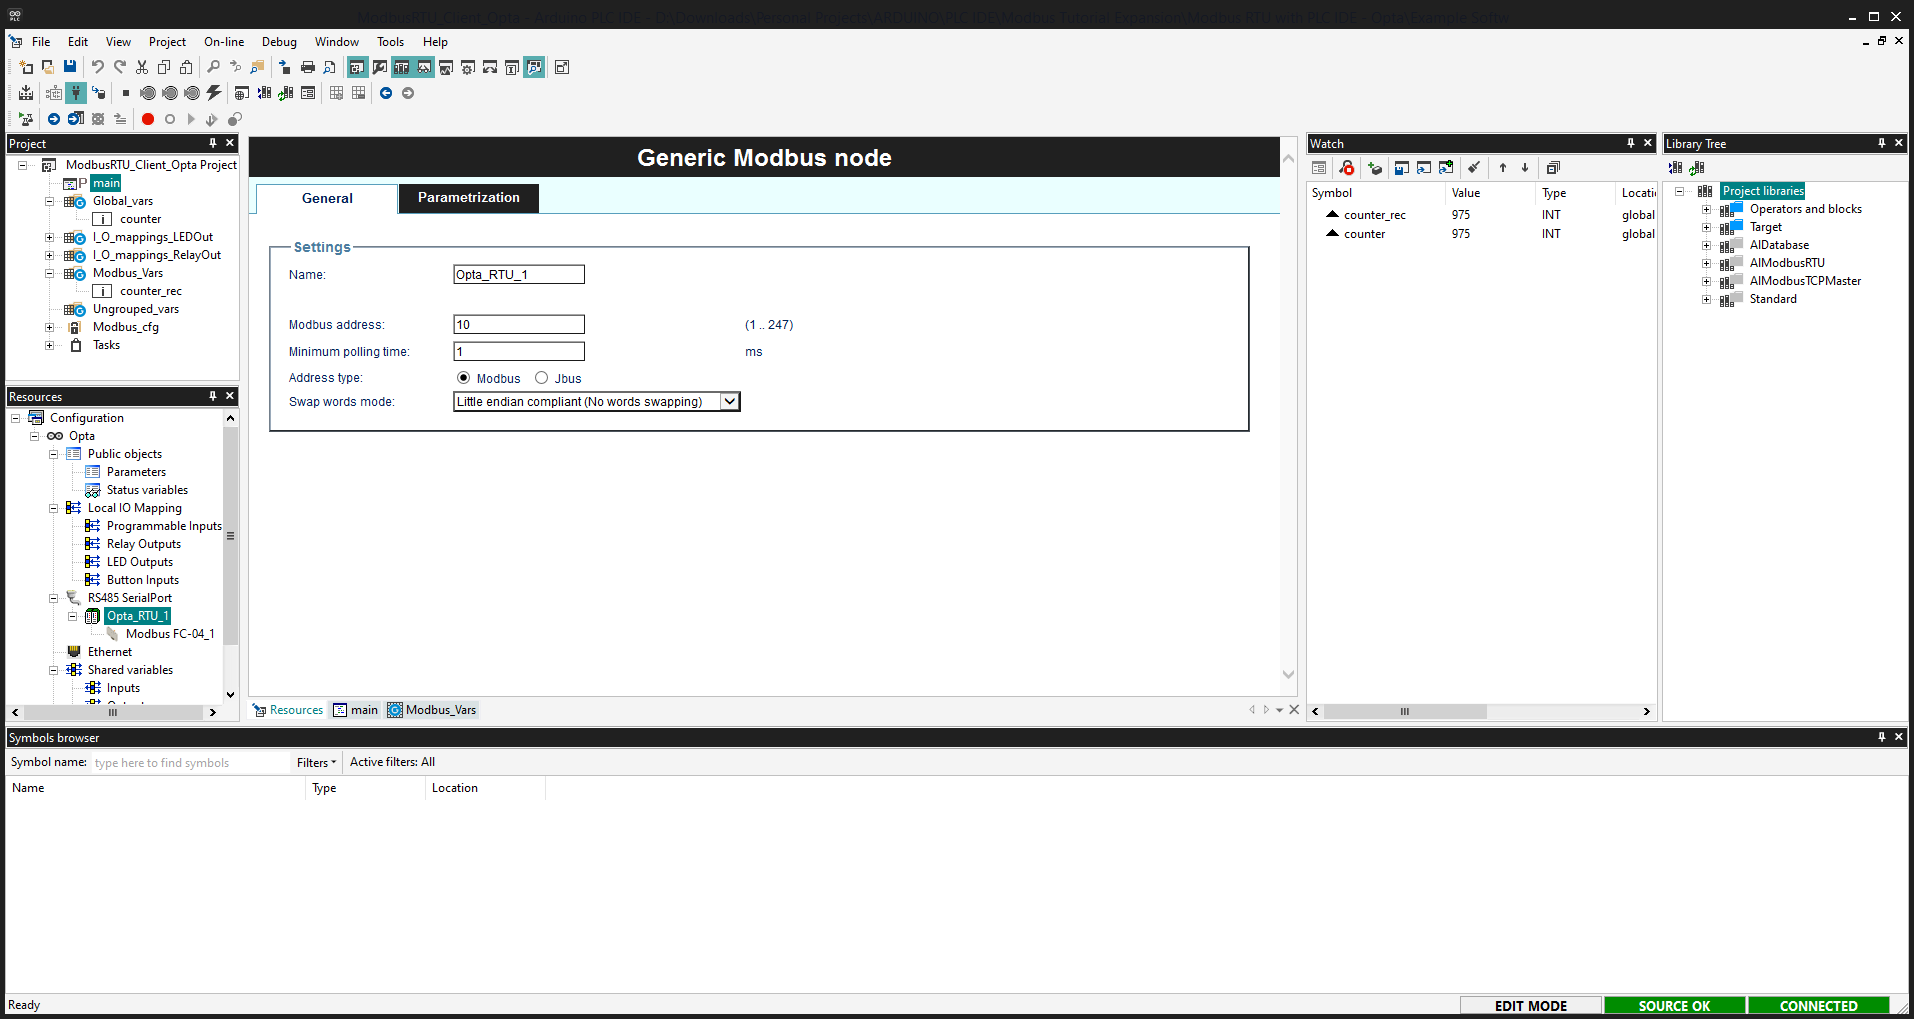 ModbusRTU_Client_Opta - Arduino PLC IDE - D:\Downloads\Personal Projects\ARDUINO\PLC IDE\Modbus Tutorial Expansion\Modbus RTU with PLC IDE - Opta\Example Softw
File Edit View Project On-line Debug Window Tools Help
Project
ModbusRTU_Client_Opta Project
P main
Global_vars
counter
I_O_mappings_LEDOut
I_O_mappings_RelayOut
Modbus_Vars
counter_rec
Ungrouped_vars
Modbus_cfg
Tasks
Resources
Configuration
Opta
Public objects
Parameters
Status variables
Local IO Mapping
Programmable Inputs
Relay Outputs
LED Outputs
Button Inputs
RS485 SerialPort
Opta_RTU_1
Modbus FC-04_1
Ethernet
Shared variables
Inputs
Generic Modbus node
General Parametrization
Settings
Name: Opta_RTU_1
Modbus address: 10 (1 .. 247)
Minimum polling time: 1 ms
Address type: Modbus Jbus
Swap words mode: Little endian compliant (No words swapping)
Resources main Modbus_Vars
Watch
Symbol Value Type Locati
counter_rec 975 INT global
counter 975 INT global
Library Tree
Project libraries
Operators and blocks
Target
AlDatabase
AlModbusRTU
AlModbusTCPMaster
Standard
Symbols browser
Symbol name: type here to find symbols Filters Active filters: All
Name Type Location
Ready EDIT MODE SOURCE OK CONNECTED